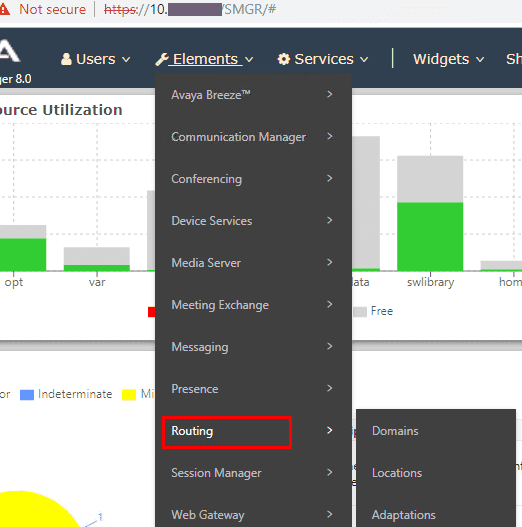 Not secure | https://10. /SMGR/#
A
Users Elements Services | Widgets Sh
ger 8.0
ource Utilization
opt var data swlibrary hom
Free
or Indeterminate Mi
Avaya Breeze™ >
Communication Manager >
Conferencing >
Device Services >
Media Server >
Meeting Exchange >
Messaging >
Presence >
Routing >
Session Manager >
Web Gateway >
Domains
Locations
Adaptations
1